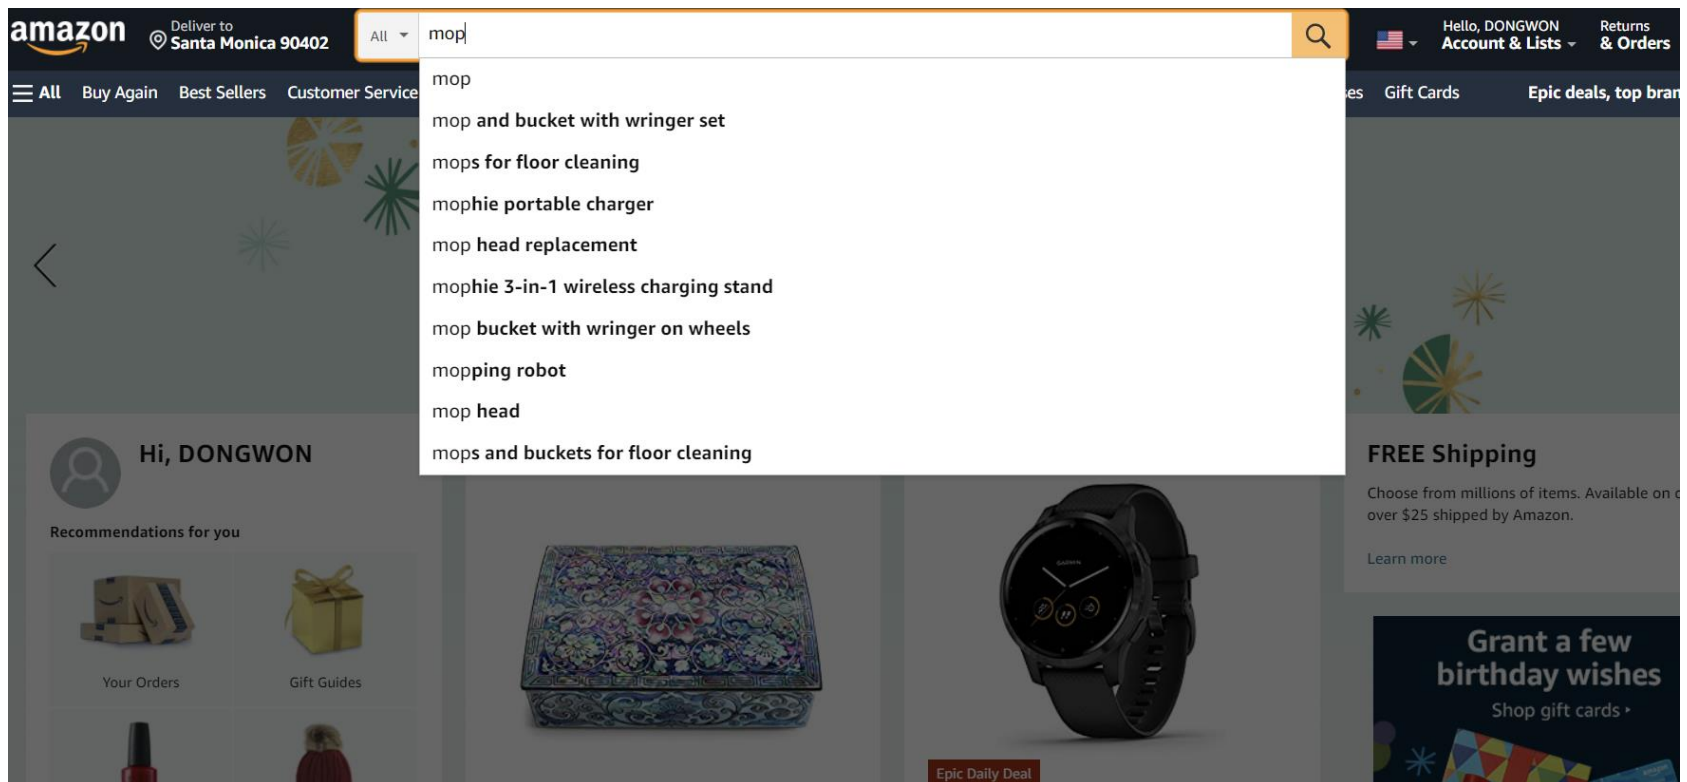 amazon
Deliver to
Santa Monica 90402
All
mop
Hello, DONGWON
Account & Lists
Returns
& Orders
All
Buy Again
Best Sellers
Customer Service
Gift Cards
Epic deals, top
mop
mop and bucket with wringer set
mops for floor cleaning
mophie portable charger
mop head replacement
mophie 3-in-1 wireless charging stand
mop bucket with wringer on wheels
mopping robot
mop head
mops and buckets for floor cleaning
Hi, DONGWON
Recommendations for you
Your Orders
Gift Guides
GARMIN
Epic Daily Deal
FREE Shipping
Choose from millions of items. Available on
over $25 shipped by Amazon.
Learn more
Grant a few
birthday wishes
Shop gift cards
amazon